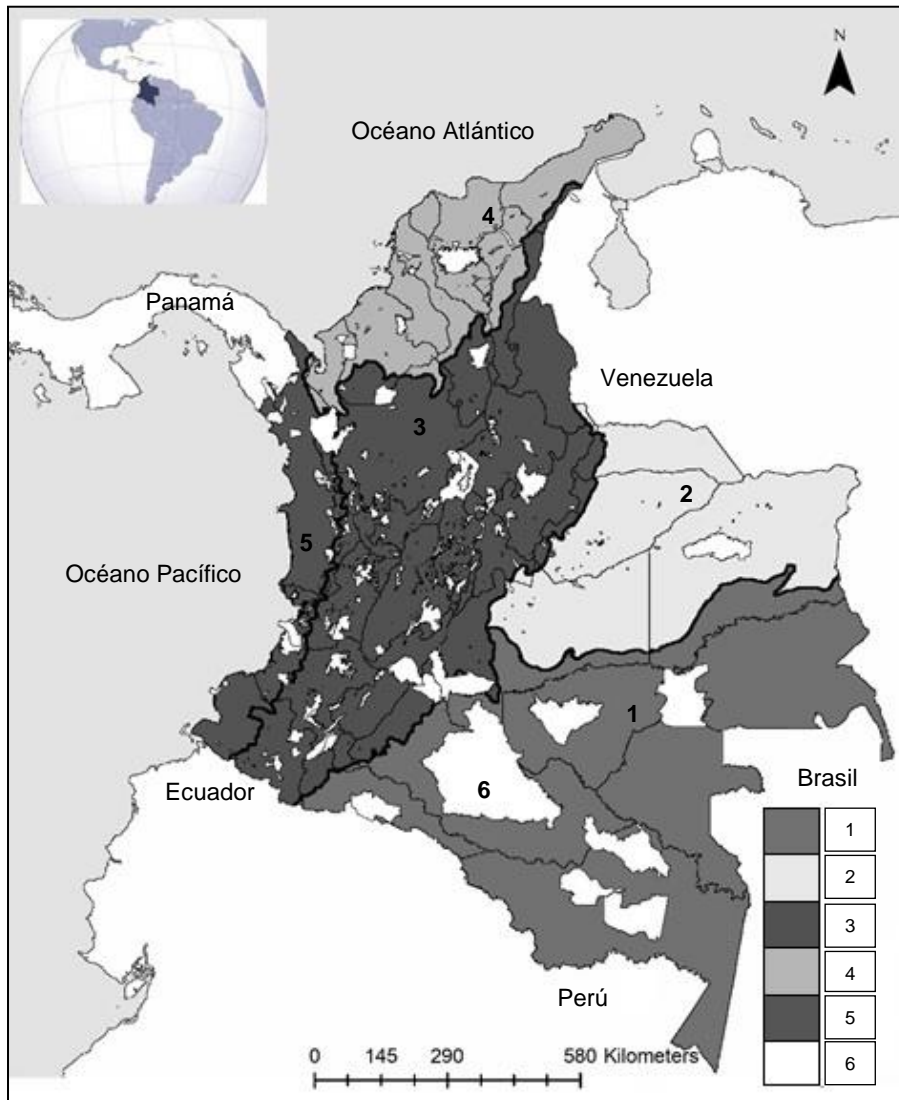 N
Océano Atlántico
4
Panamá
Venezuela
3
2
5
Océano Pacífico
1
Ecuador
6
Brasil
1
2
3
4
5
6
Perú
0 145 290 580 Kilometers